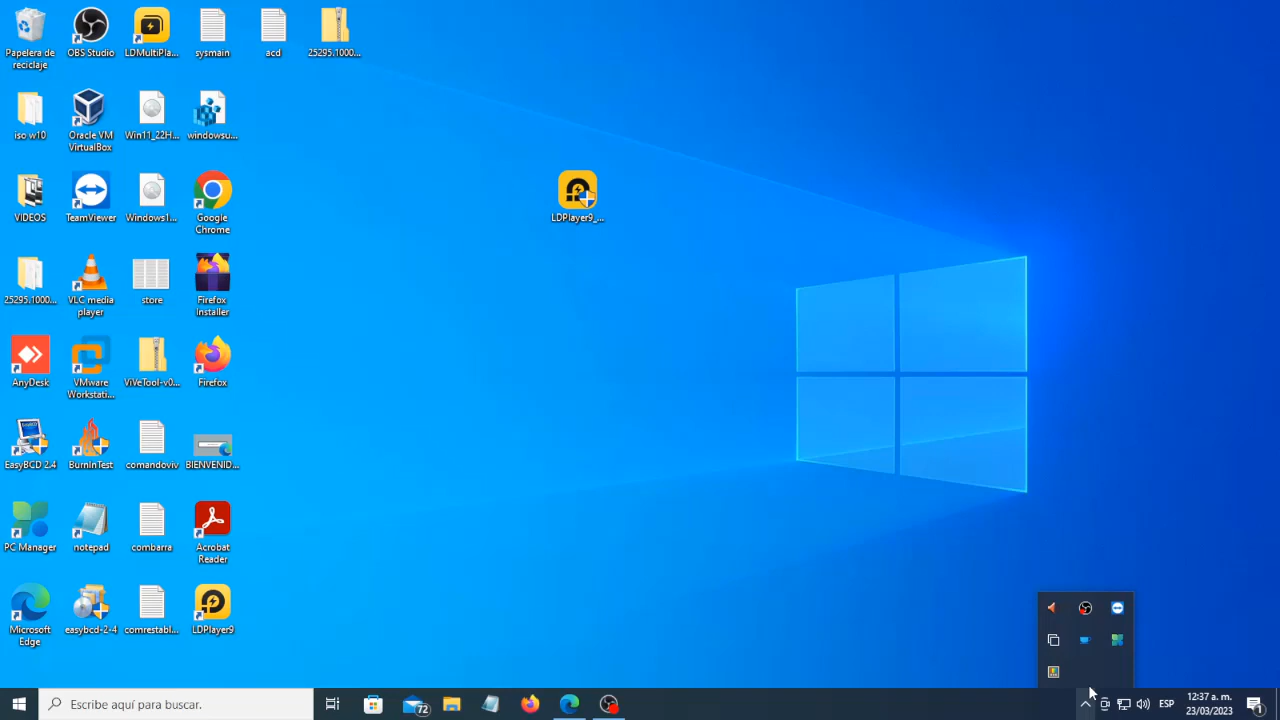 Papelera de
reciclaje
OBS Studio
LDMultiPla...
sysmain
acd
25295.1000...
iso w10
Oracle VM
VirtualBox
Win11_22H...
windowsu...
VIDEOS
TeamViewer
Windows1...
Google
Chrome
LDPlayer9_...
25295.1000...
VLC media
player
store
Firefox
Installer
AnyDesk
VMware
Workstati...
ViVeTool-v0...
Firefox
EasyBCD 2.4
BurnInTest
comandoviv
BIENVENID...
PC Manager
notepad
combarra
Acrobat
Reader
Microsoft
Edge
easybcd-2-4
comrestabl...
LDPlayer9
Escribe aquí para buscar.
72
ESP
12:37 a. m.
23/03/2023
1